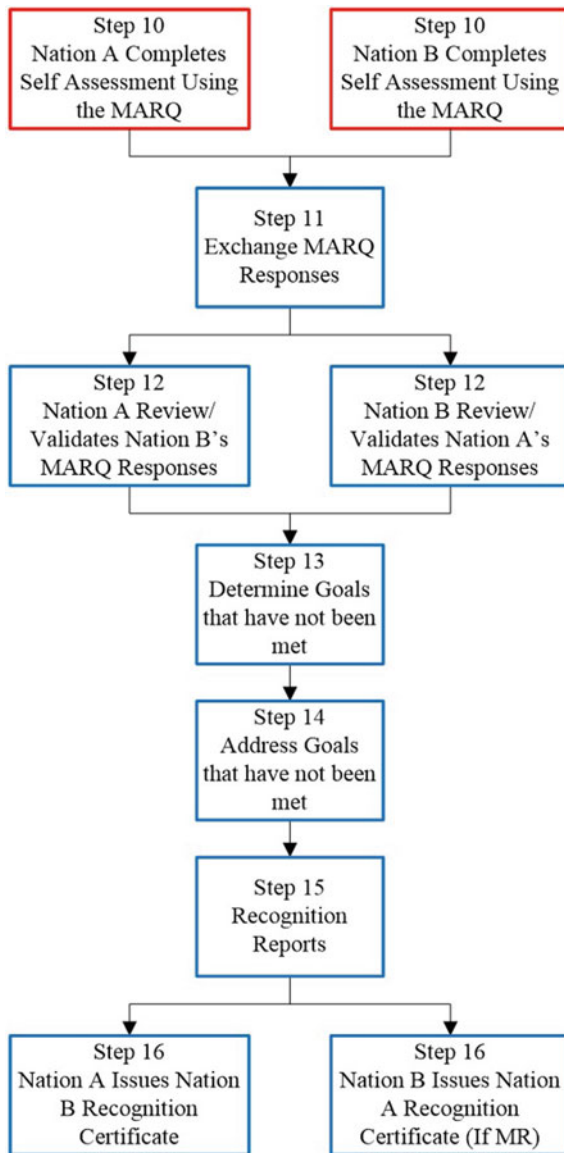 Step 10
Nation A Completes
Self Assessment Using
the MARQ
Step 10
Nation B Completes
Self Assessment Using
the MARQ
Step 11
Exchange MARQ
Responses
Step 12
Nation A Review/
Validates Nation B’s
MARQ Responses
Step 12
Nation B Review/
Validates Nation A’s
MARQ Responses
Step 13
Determine Goals
that have not been
met
Step 14
Address Goals
that have not been
met
Step 15
Recognition
Reports
Step 16
Nation A Issues Nation
B Recognition
Certificate
Step 16
Nation B Issues Nation
A Recognition
Certificate (If MR)